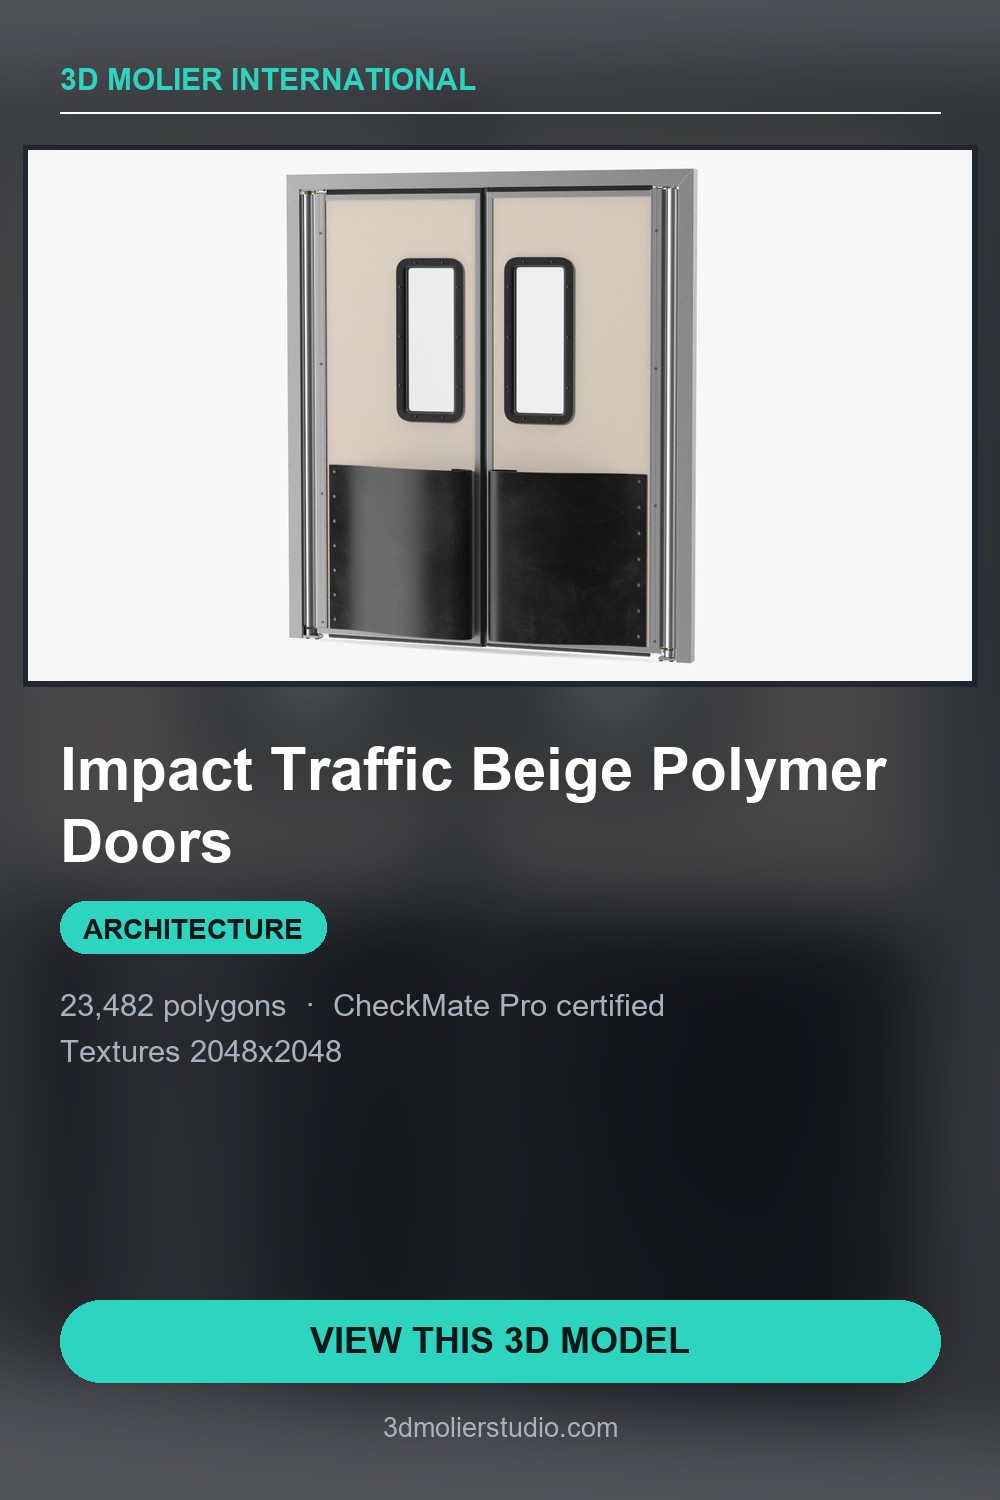 3D MOLIER INTERNATIONAL
Impact Traffic Beige Polymer
Doors
ARCHITECTURE
23,482 polygons · CheckMate Pro certified
Textures 2048x2048
VIEW THIS 3D MODEL
3dmolierstudio.com